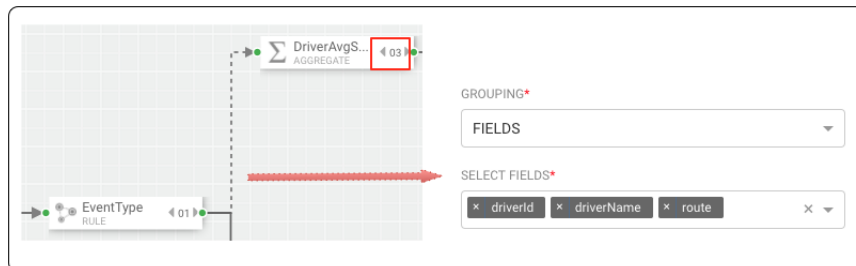 DriverAvgS...
AGGREGATE
03
EventType
RULE
01
GROUPING*
FIELDS
SELECT FIELDS*
× driverId × driverName × route ×